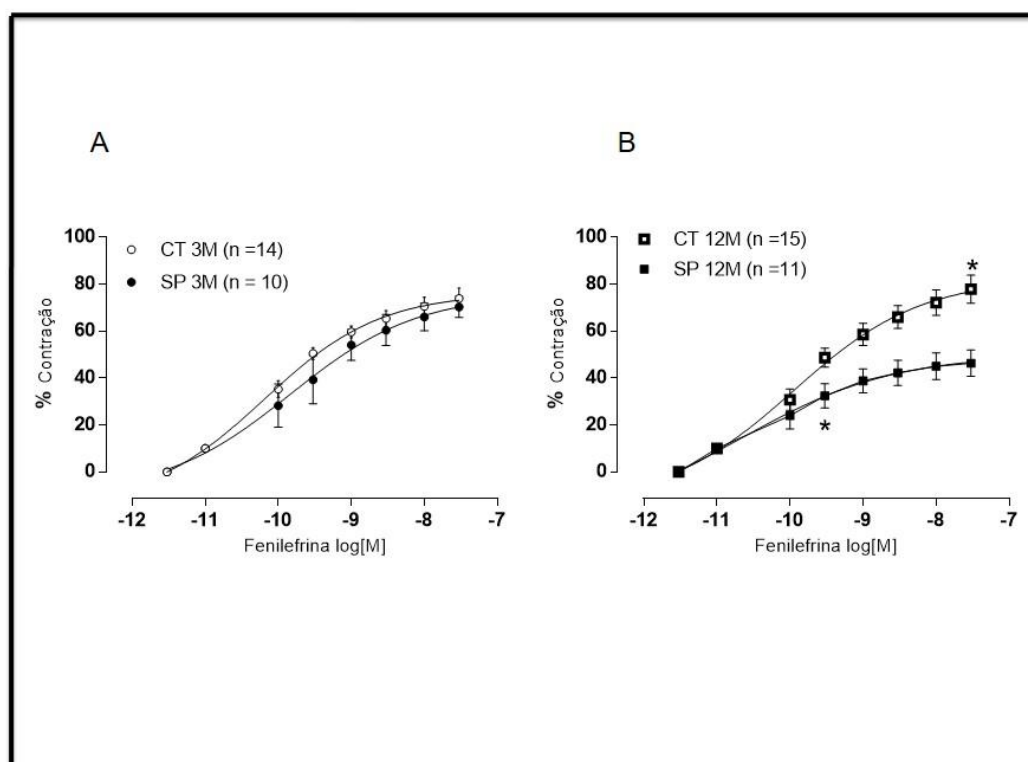 A
% Contração
100
80
60
40
20
0
CT 3M (n =14)
SP 3M (n = 10)
-12 -11 -10 -9 -8 -7
Fenilefrina log[M]
B
% Contração
100
80
60
40
20
0
CT 12M (n =15)
SP 12M (n =11)
*
*
-12 -11 -10 -9 -8 -7
Fenilefrina log[M]